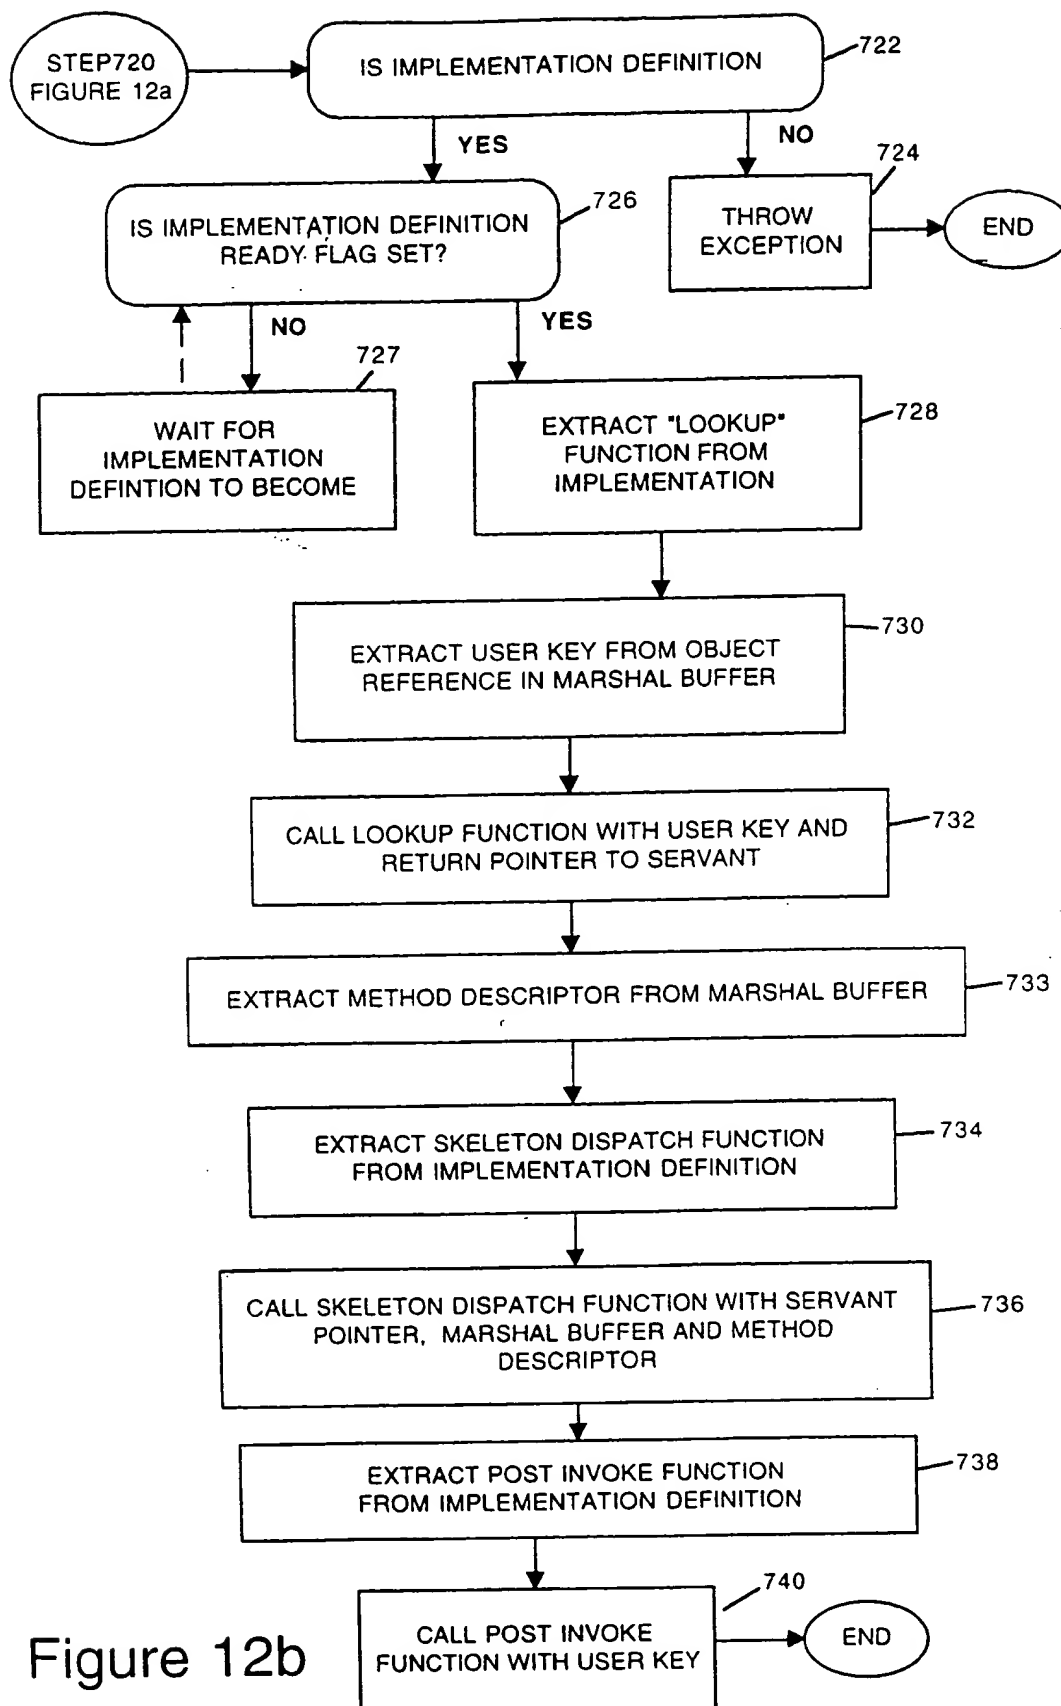 STEP720
FIGURE 12a
IS IMPLEMENTATION DEFINITION
722
YES
NO
724
IS IMPLEMENTATION DEFINITION
READY FLAG SET?
726
THROW
EXCEPTION
END
NO
YES
727
WAIT FOR
IMPLEMENTATION
DEFINTION TO BECOME
EXTRACT "LOOKUP"
FUNCTION FROM
IMPLEMENTATION
728
EXTRACT USER KEY FROM OBJECT
REFERENCE IN MARSHAL BUFFER
730
CALL LOOKUP FUNCTION WITH USER KEY AND
RETURN POINTER TO SERVANT
732
EXTRACT METHOD DESCRIPTOR FROM MARSHAL BUFFER
733
EXTRACT SKELETON DISPATCH FUNCTION
FROM IMPLEMENTATION DEFINITION
734
CALL SKELETON DISPATCH FUNCTION WITH SERVANT
POINTER, MARSHAL BUFFER AND METHOD
DESCRIPTOR
736
EXTRACT POST INVOKE FUNCTION
FROM IMPLEMENTATION DEFINITION
738
740
CALL POST INVOKE
FUNCTION WITH USER KEY
END
Figure 12b